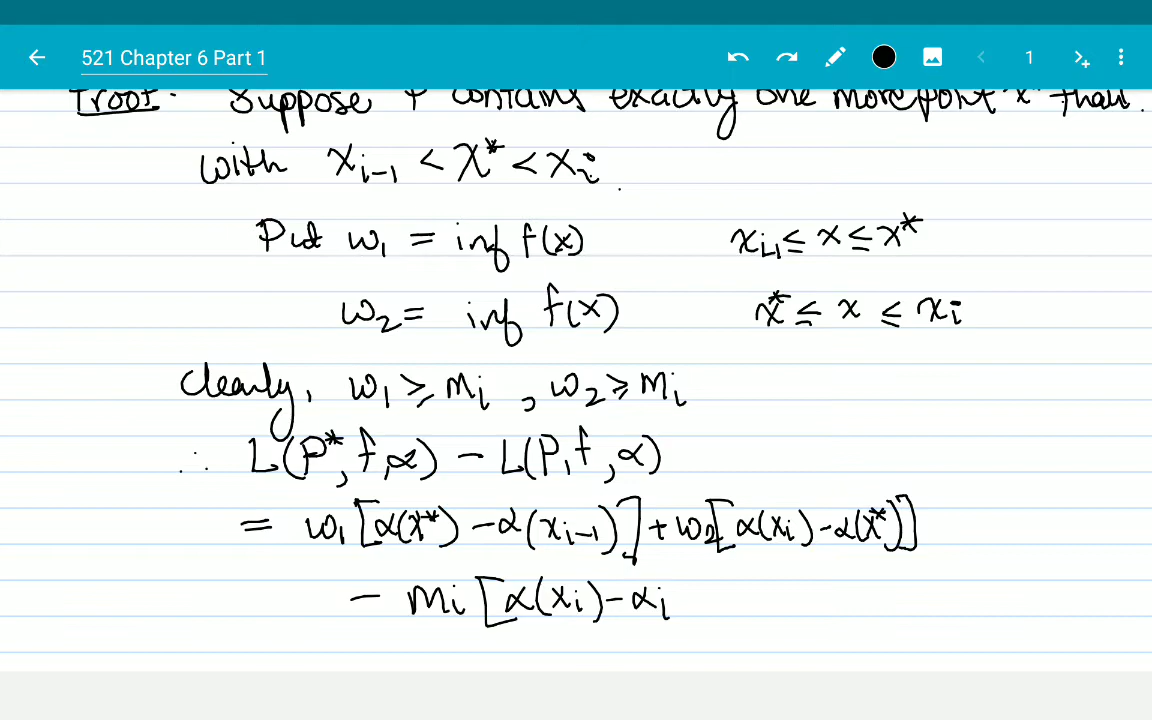 521 Chapter 6 Part 1
1
Proof: Suppose P* contains exactly one more point x* than
with x_{i-1} < x* < x_i .
Put w_1 = inf f(x) x_{i-1} ≤ x ≤ x*
w_2 = inf f(x) x* ≤ x ≤ x_i
Clearly, w_1 ≥ m_i , w_2 ≥ m_i
∴ L(P*, f, α) - L(P, f, α)
= w_1 [α(x*) - α(x_{i-1})] + w_2 [α(x_i) - α(x*)]
- m_i [α(x_i) - α_i